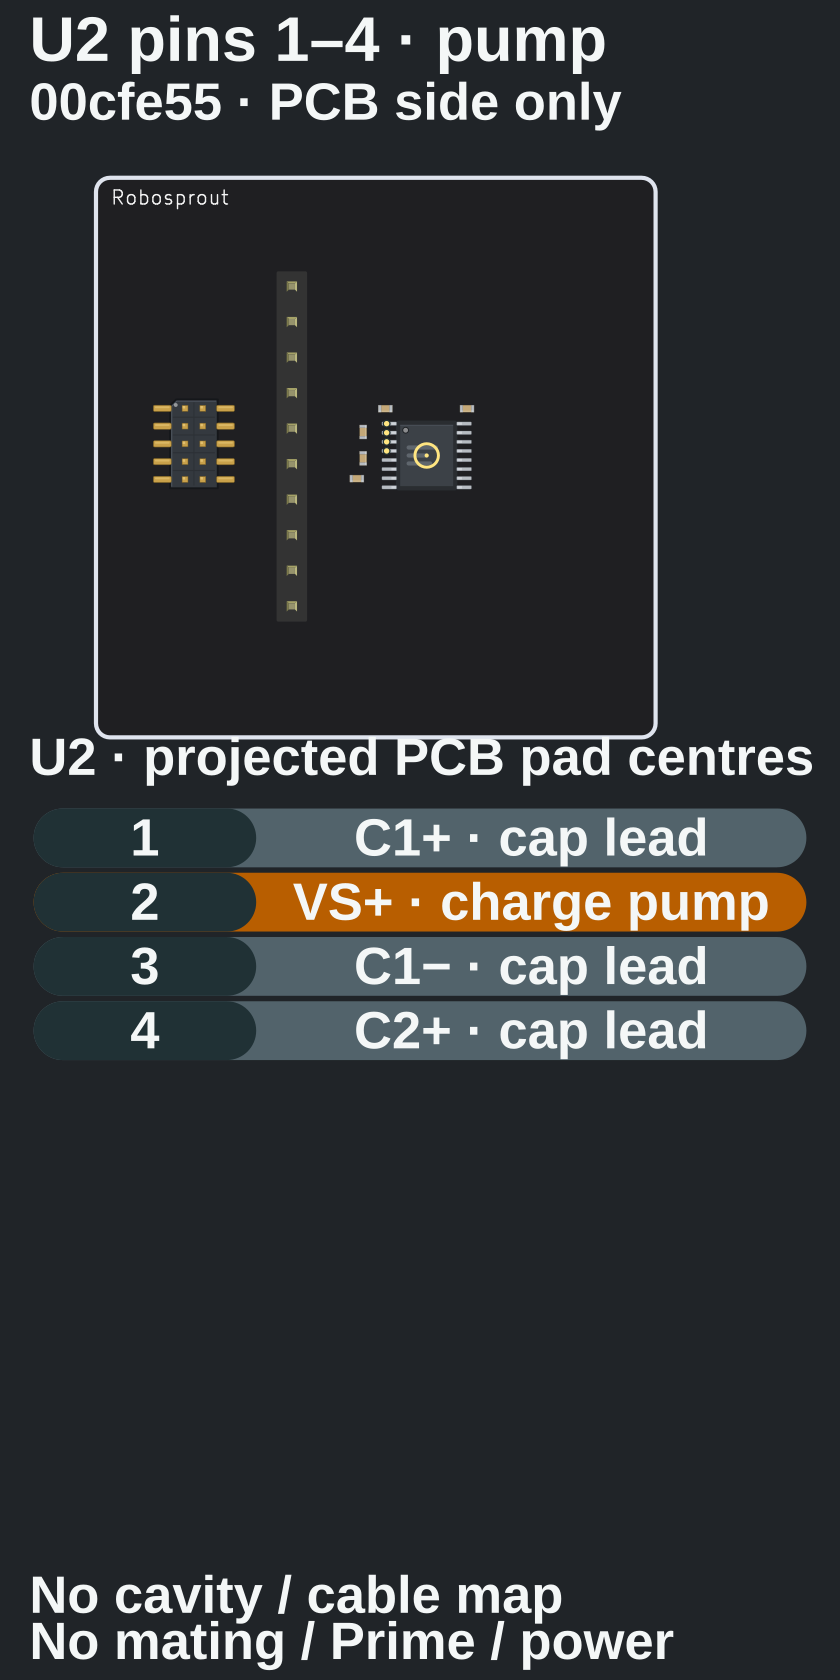 U2 pins 1–4 · pump
00cfe55 · PCB side only
Robosprout
U2 · projected PCB pad centres
1 C1+ · cap lead
2 VS+ · charge pump
3 C1− · cap lead
4 C2+ · cap lead
No cavity / cable map
No mating / Prime / power